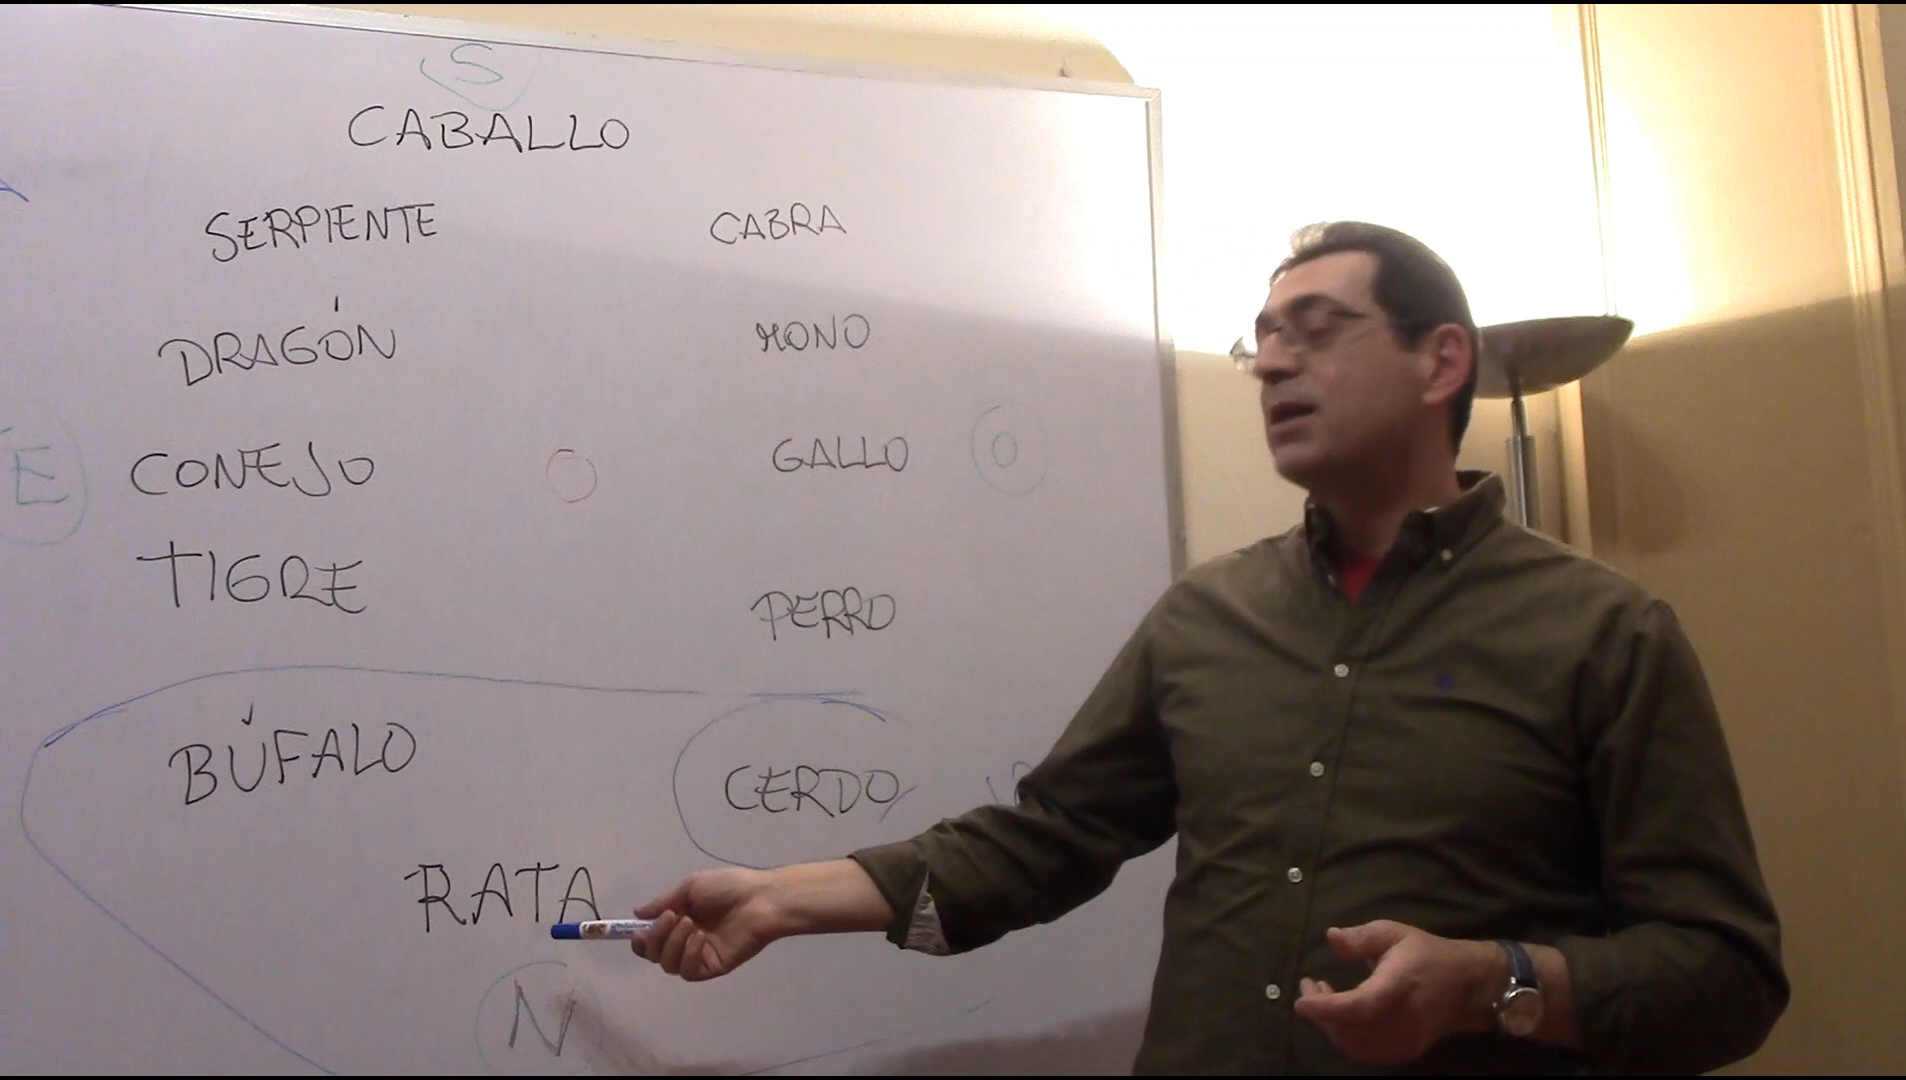 S
CABALLO
SERPIENTE CABRA
DRAGÓN MONO
E CONEJO O GALLO O
TIGRE PERRO
BÚFALO CERDO
RATA
N